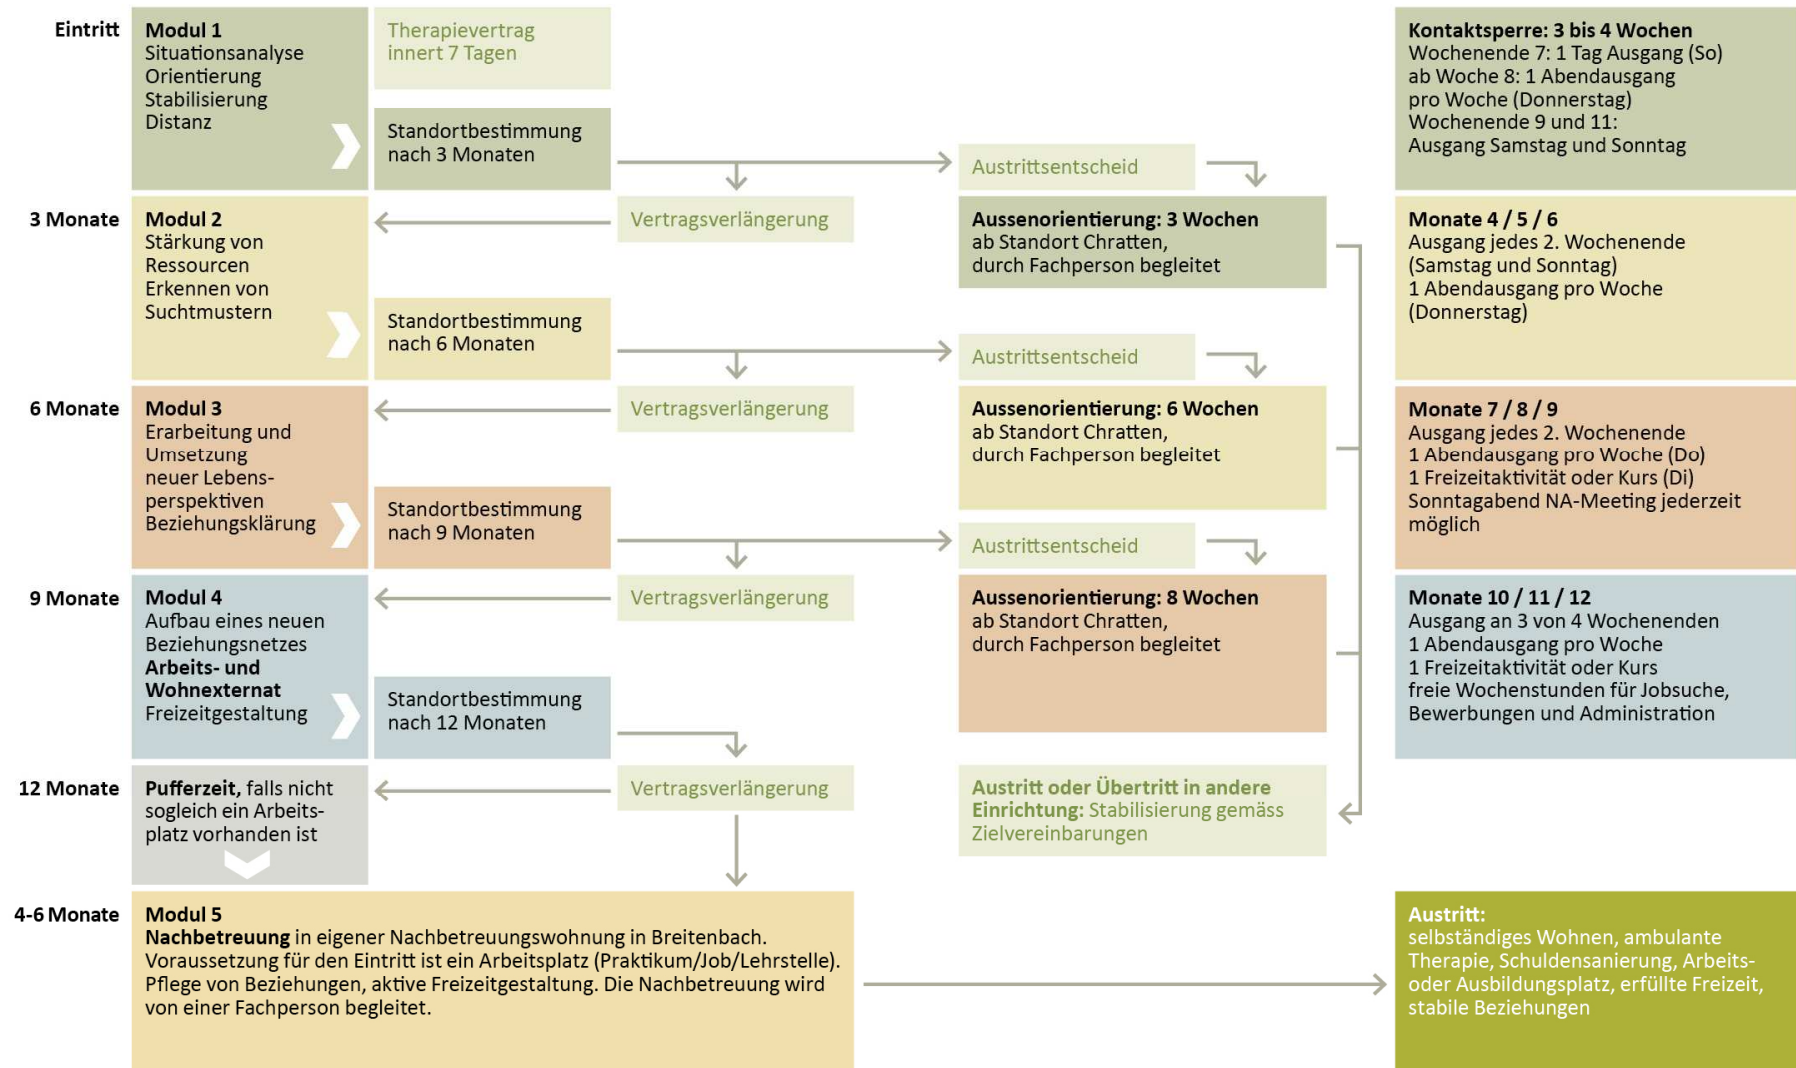 Eintritt
Modul 1
Situationsanalyse
Orientierung
Stabilisierung
Distanz
Therapievertrag
innert 7 Tagen
Standortbestimmung
nach 3 Monaten
Austrittsentscheid
Kontaktsperre: 3 bis 4 Wochen
Wochenende 7: 1 Tag Ausgang (So)
ab Woche 8: 1 Abendausgang
pro Woche (Donnerstag)
Wochenende 9 und 11:
Ausgang Samstag und Sonntag
3 Monate
Modul 2
Stärkung von
Ressourcen
Erkennen von
Suchtmustern
Vertragsverlängerung
Standortbestimmung
nach 6 Monaten
Aussenorientierung: 3 Wochen
ab Standort Chratten,
durch Fachperson begleitet
Austrittsentscheid
Monate 4 / 5 / 6
Ausgang jedes 2. Wochenende
(Samstag und Sonntag)
1 Abendausgang pro Woche
(Donnerstag)
6 Monate
Modul 3
Erarbeitung und
Umsetzung
neuer Lebens-
perspektiven
Beziehungsklärung
Vertragsverlängerung
Standortbestimmung
nach 9 Monaten
Aussenorientierung: 6 Wochen
ab Standort Chratten,
durch Fachperson begleitet
Austrittsentscheid
Monate 7 / 8 / 9
Ausgang jedes 2. Wochenende
1 Abendausgang pro Woche (Do)
1 Freizeitaktivität oder Kurs (Di)
Sonntagabend NA-Meeting jederzeit
möglich
9 Monate
Modul 4
Aufbau eines neuen
Beziehungsnetzes
Arbeits- und
Wohnexternat
Freizeitgestaltung
Vertragsverlängerung
Standortbestimmung
nach 12 Monaten
Aussenorientierung: 8 Wochen
ab Standort Chratten,
durch Fachperson begleitet
Monate 10 / 11 / 12
Ausgang an 3 von 4 Wochenenden
1 Abendausgang pro Woche
1 Freizeitaktivität oder Kurs
freie Wochenstunden für Jobsuche,
Bewerbungen und Administration
12 Monate
Pufferzeit, falls nicht
sogleich ein Arbeits-
platz vorhanden ist
Vertragsverlängerung
Austritt oder Übertritt in andere
Einrichtung: Stabilisierung gemäss
Zielvereinbarungen
4-6 Monate
Modul 5
Nachbetreuung in eigener Nachbetreuungswohnung in Breitenbach.
Voraussetzung für den Eintritt ist ein Arbeitsplatz (Praktikum/Job/Lehrstelle).
Pflege von Beziehungen, aktive Freizeitgestaltung. Die Nachbetreuung wird
von einer Fachperson begleitet.
Austritt:
selbständiges Wohnen, ambulante
Therapie, Schuldensanierung, Arbeits-
oder Ausbildungsplatz, erfüllte Freizeit,
stabile Beziehungen